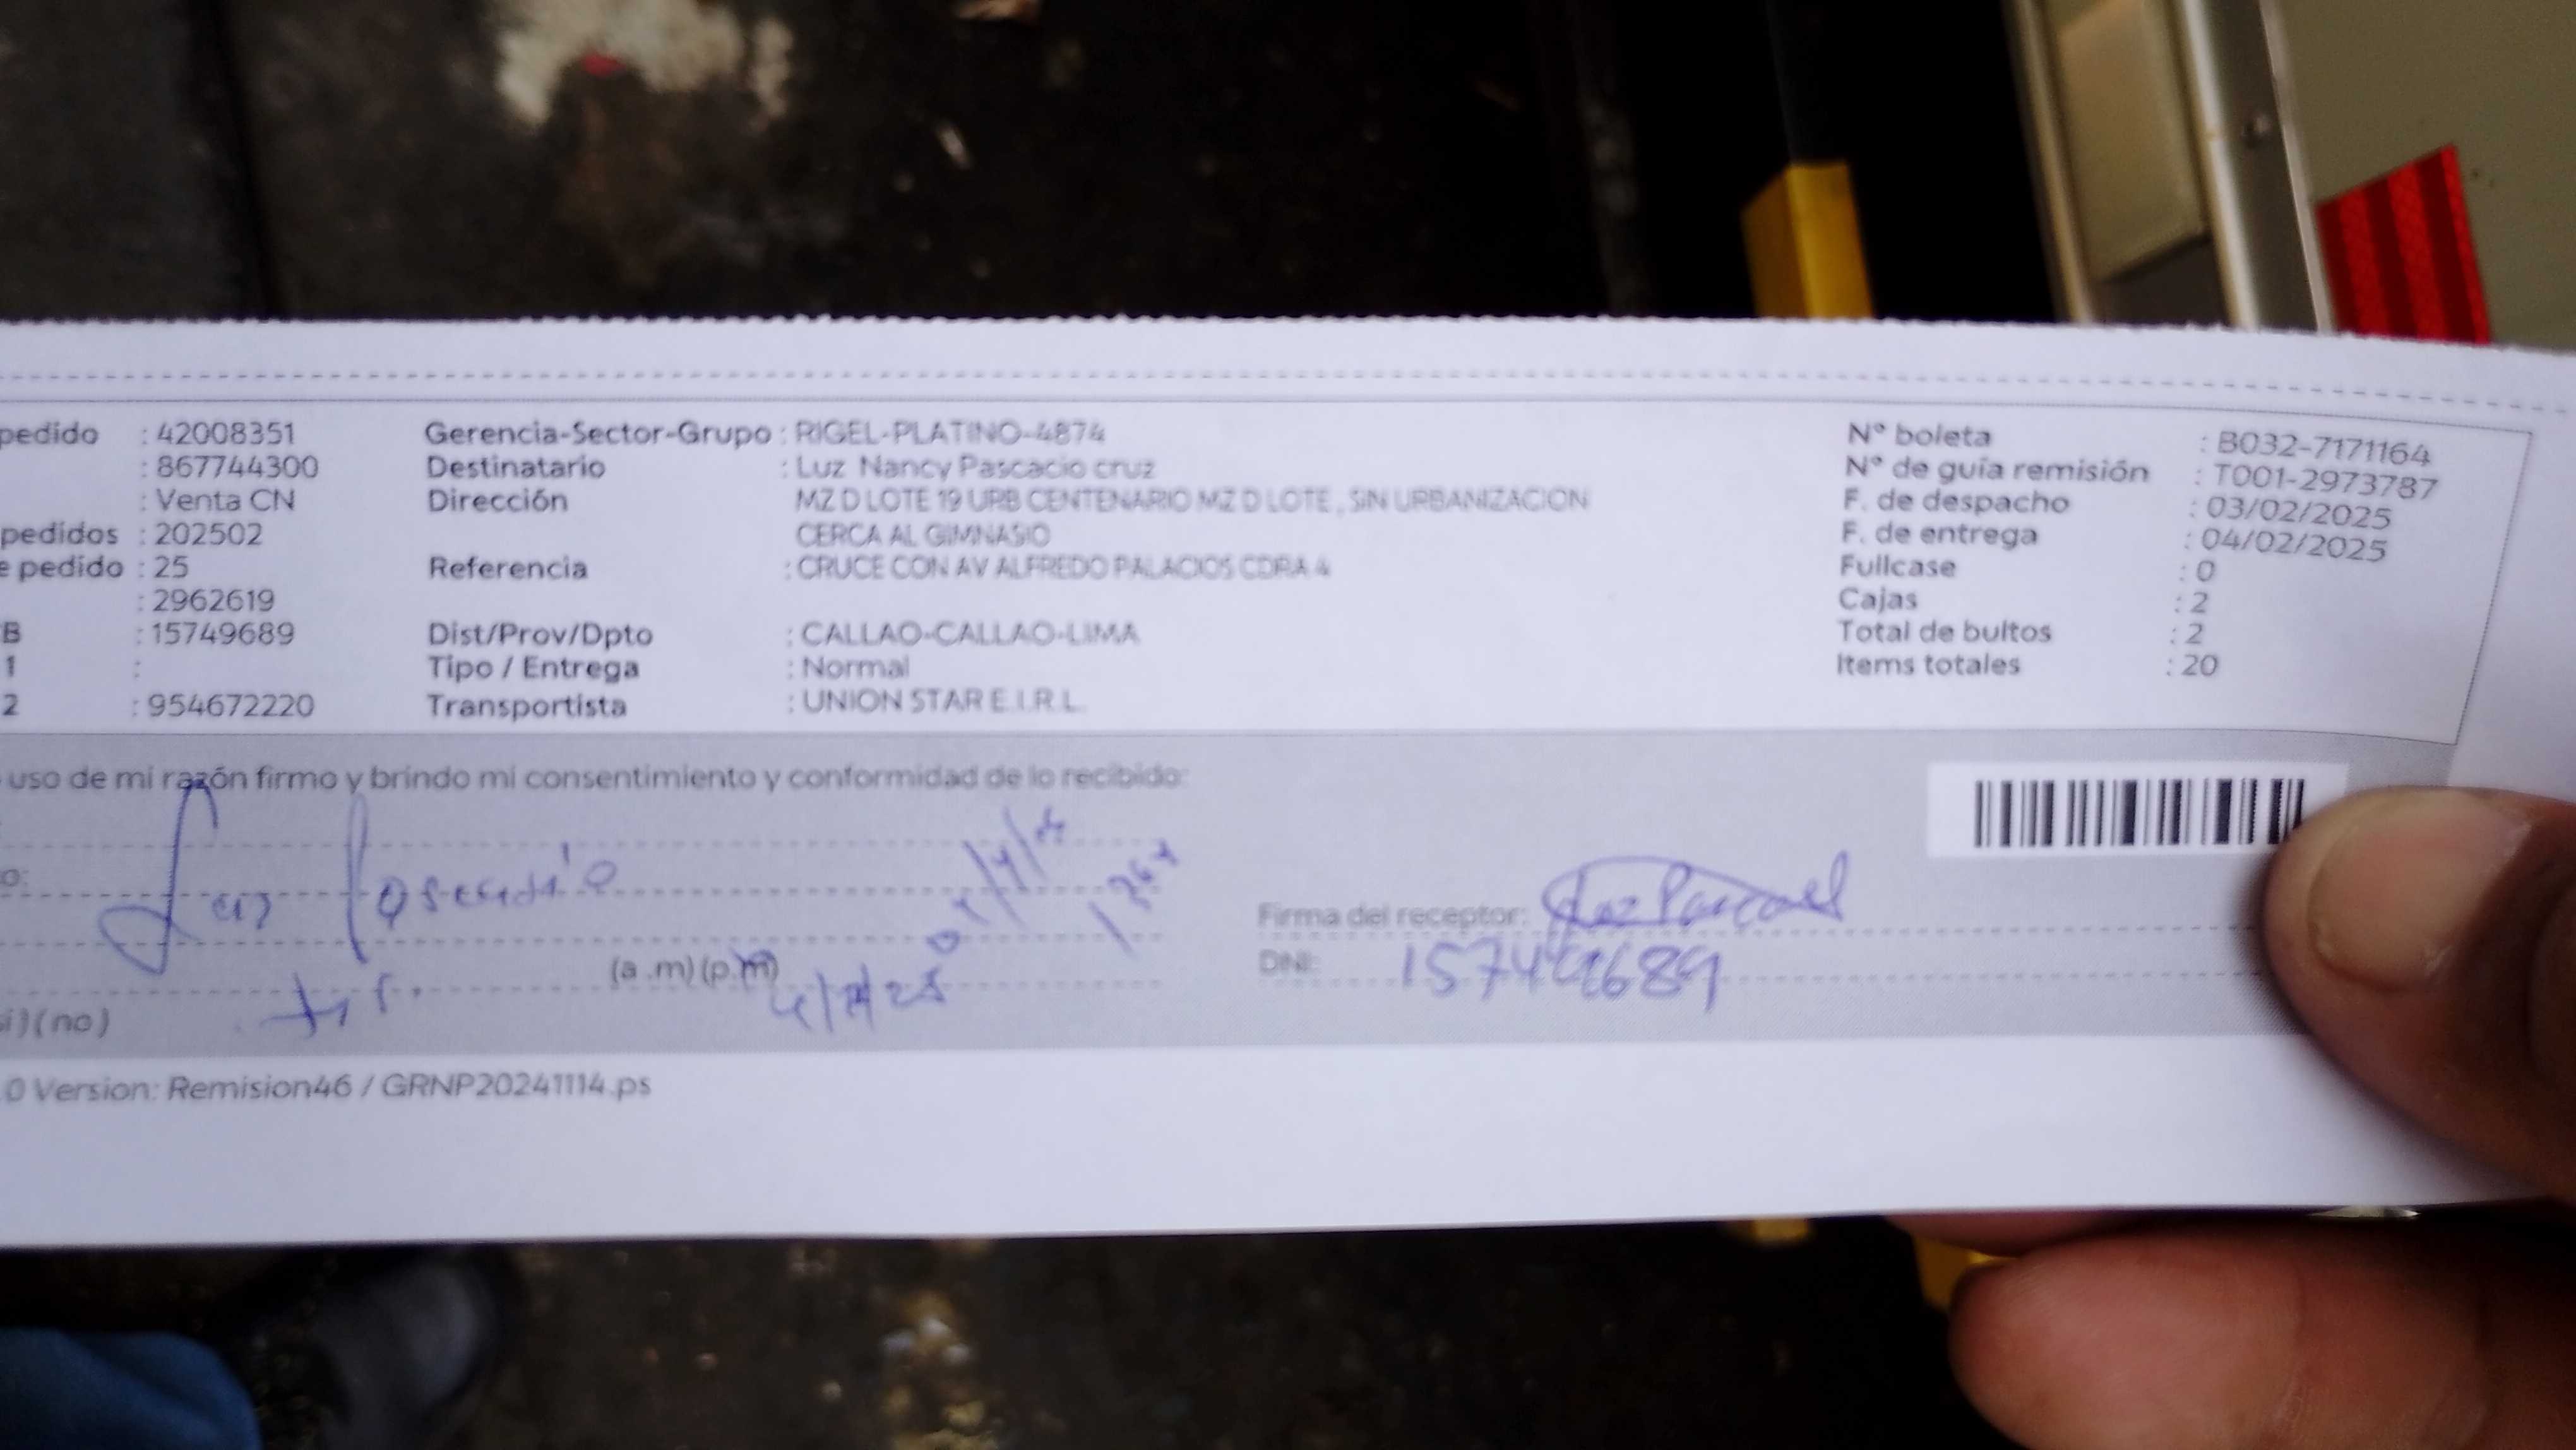 pedido : 42008351 Gerencia-Sector-Grupo : RIGEL-PLATINO-4874 N° boleta : B032-7171164
: 867744300 Destinatario : Luz Nancy Pascacio cruz N° de guía remisión : T001-2973787
: Venta CN Dirección MZ D LOTE 19 URB CENTENARIO MZ D LOTE , SIN URBANIZACION F. de despacho : 03/02/2025
pedidos : 202502 CERCA AL GIMNASIO F. de entrega : 04/02/2025
e pedido : 25 Referencia : CRUCE CON AV ALFREDO PALACIOS CDRA 4 Fullcase : 0
: 2962619 Cajas : 2
B : 15749689 Dist/Prov/Dpto : CALLAO-CALLAO-LIMA Total de bultos : 2
1 : Tipo / Entrega : Normal Items totales : 20
2 : 954672220 Transportista : UNION STAR E.I.R.L.
uso de mi razón firmo y brindo mi consentimiento y conformidad de lo recibido:
o:
Firma del receptor:
(a .m) (p.m) DNI:
si) (no)
.0 Version: Remision46 / GRNP20241114.ps